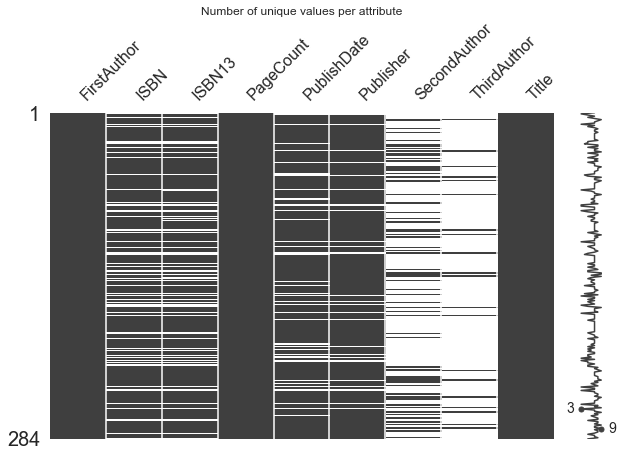 Number of unique values per attribute
FirstAuthor
ISBN
ISBN13
PageCount
PublishDate
Publisher
SecondAuthor
ThirdAuthor
Title
1
3
9
284